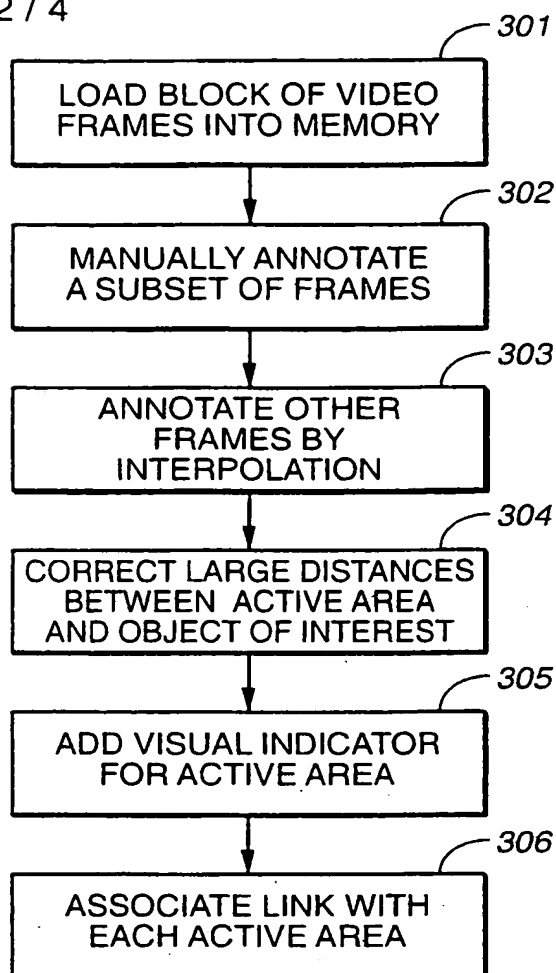 2 / 4
301
LOAD BLOCK OF VIDEO
FRAMES INTO MEMORY
302
MANUALLY ANNOTATE
A SUBSET OF FRAMES
303
ANNOTATE OTHER
FRAMES BY
INTERPOLATION
304
CORRECT LARGE DISTANCES
BETWEEN ACTIVE AREA
AND OBJECT OF INTEREST
305
ADD VISUAL INDICATOR
FOR ACTIVE AREA
306
ASSOCIATE LINK WITH
EACH ACTIVE AREA